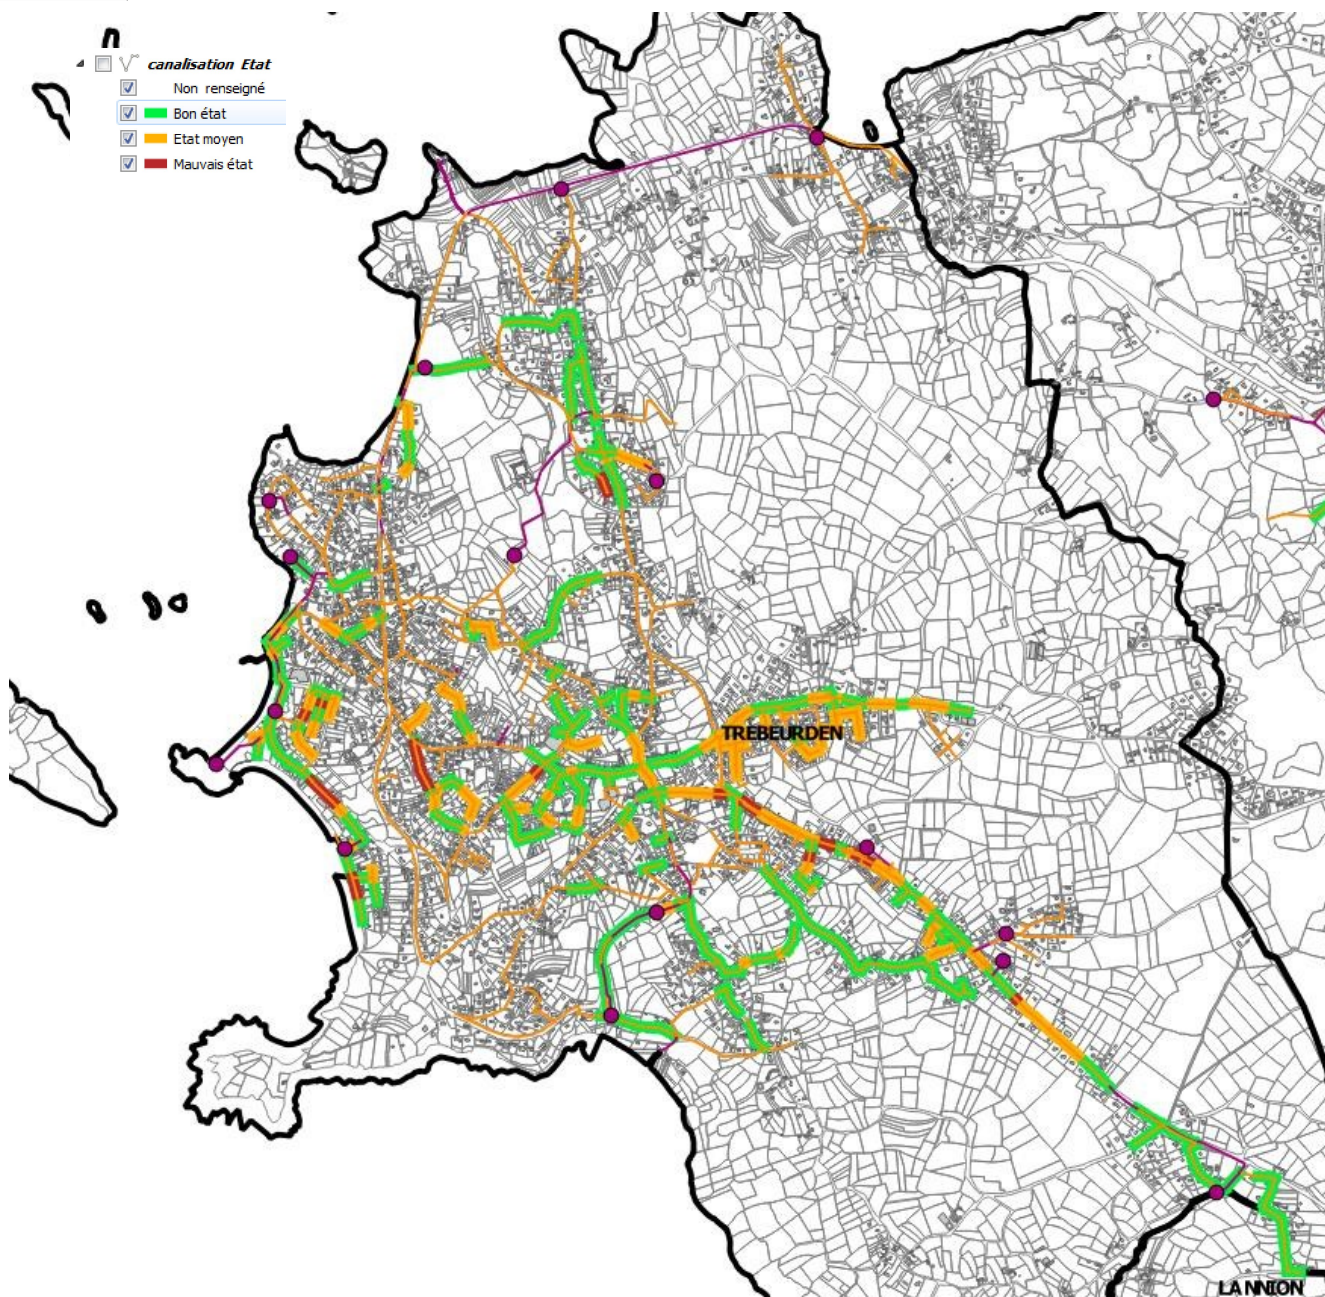 canalisation Etat
Non renseigné
Bon état
Etat moyen
Mauvais état
TREBEURDEN
LANNION